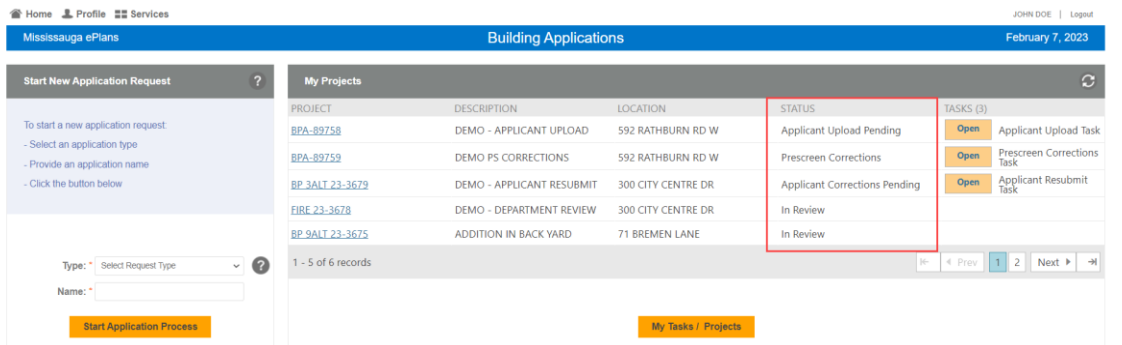 Home Profile Services JOHN DOE | Logout
Mississauga ePlans Building Applications February 7, 2023
Start New Application Request ?
To start a new application request:
- Select an application type
- Provide an application name
- Click the button below
Type: * Select Request Type ?
Name: *
Start Application Process
My Projects
PROJECT DESCRIPTION LOCATION STATUS TASKS (3)
BPA-89758 DEMO - APPLICANT UPLOAD 592 RATHBURN RD W Applicant Upload Pending Open Applicant Upload Task
BPA-89759 DEMO PS CORRECTIONS 592 RATHBURN RD W Prescreen Corrections Open Prescreen Corrections Task
BP 3ALT 23-3679 DEMO - APPLICANT RESUBMIT 300 CITY CENTRE DR Applicant Corrections Pending Open Applicant Resubmit Task
FIRE 23-3678 DEMO - DEPARTMENT REVIEW 300 CITY CENTRE DR In Review
BP 9ALT 23-3675 ADDITION IN BACK YARD 71 BREMEN LANE In Review
1 - 5 of 6 records Prev 1 2 Next
My Tasks / Projects